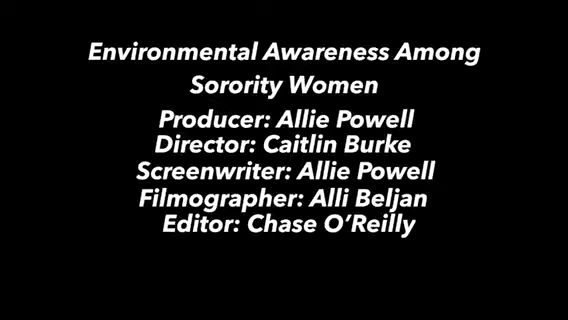 Environmental Awareness Among
Sorority Women
Producer: Allie Powell
Director: Caitlin Burke
Screenwriter: Allie Powell
Filmographer: Alli Beljan
Editor: Chase O’Reilly